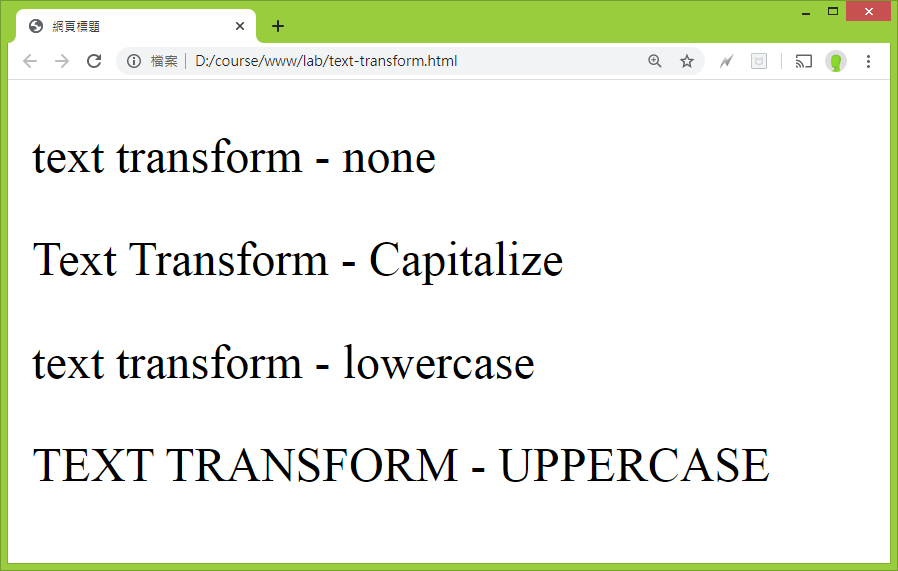 網頁標題
檔案 D:/course/www/lab/text-transform.html
text transform - none
Text Transform - Capitalize
text transform - lowercase
TEXT TRANSFORM - UPPERCASE